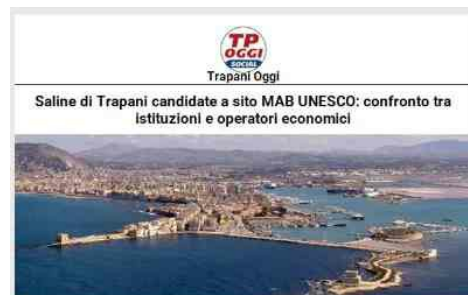 TP
OGGI
SOCIAL
Trapani Oggi
Saline di Trapani candidate a sito MAB UNESCO: confronto tra
istituzioni e operatori economici